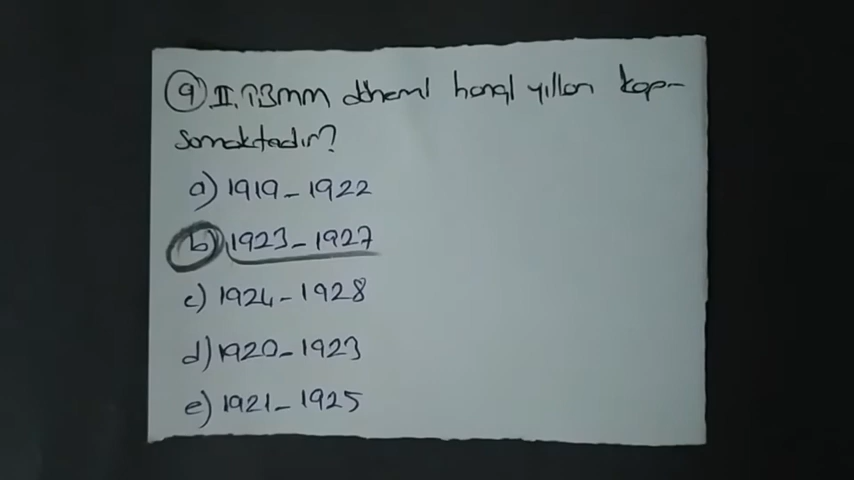 9 II. TBmm dönemi hangi yılları kap-
samaktadır?
a) 1919-1922
b) 1923-1927
c) 1924-1928
d) 1920-1923
e) 1921-1925